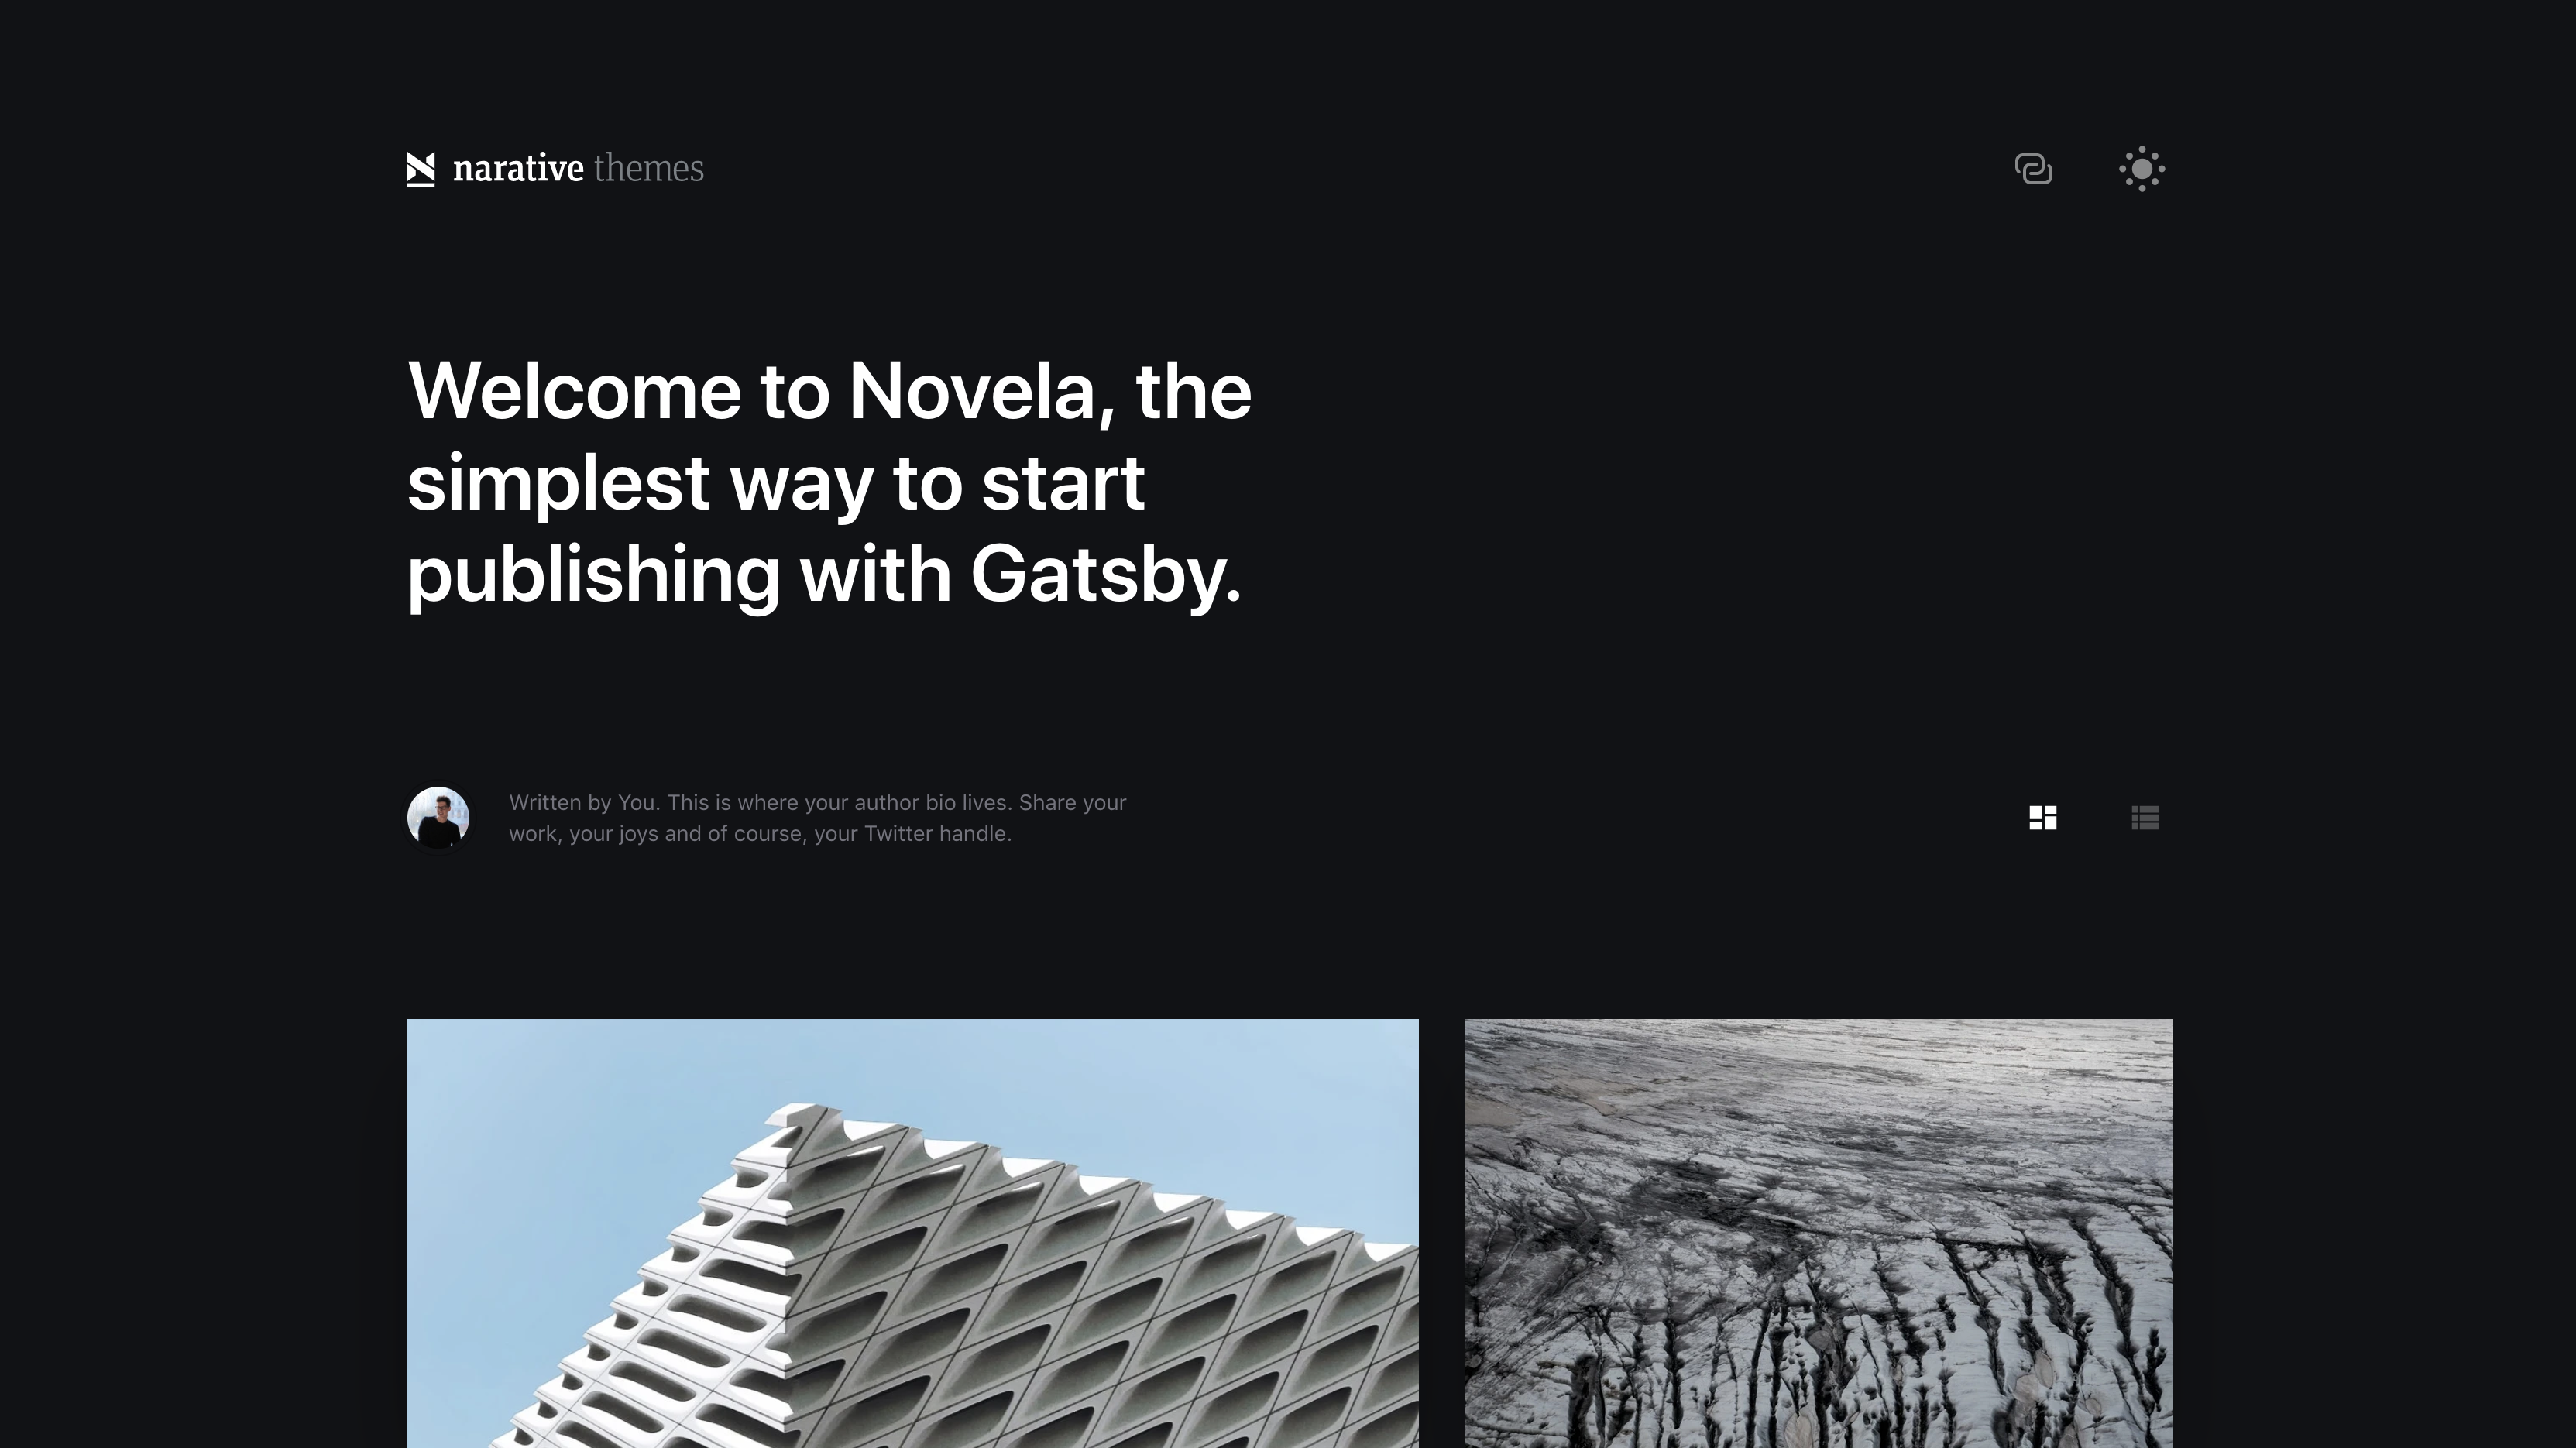 narative themes
Welcome to Novela, the
simplest way to start
publishing with Gatsby.
Written by You. This is where your author bio lives. Share your
work, your joys and of course, your Twitter handle.